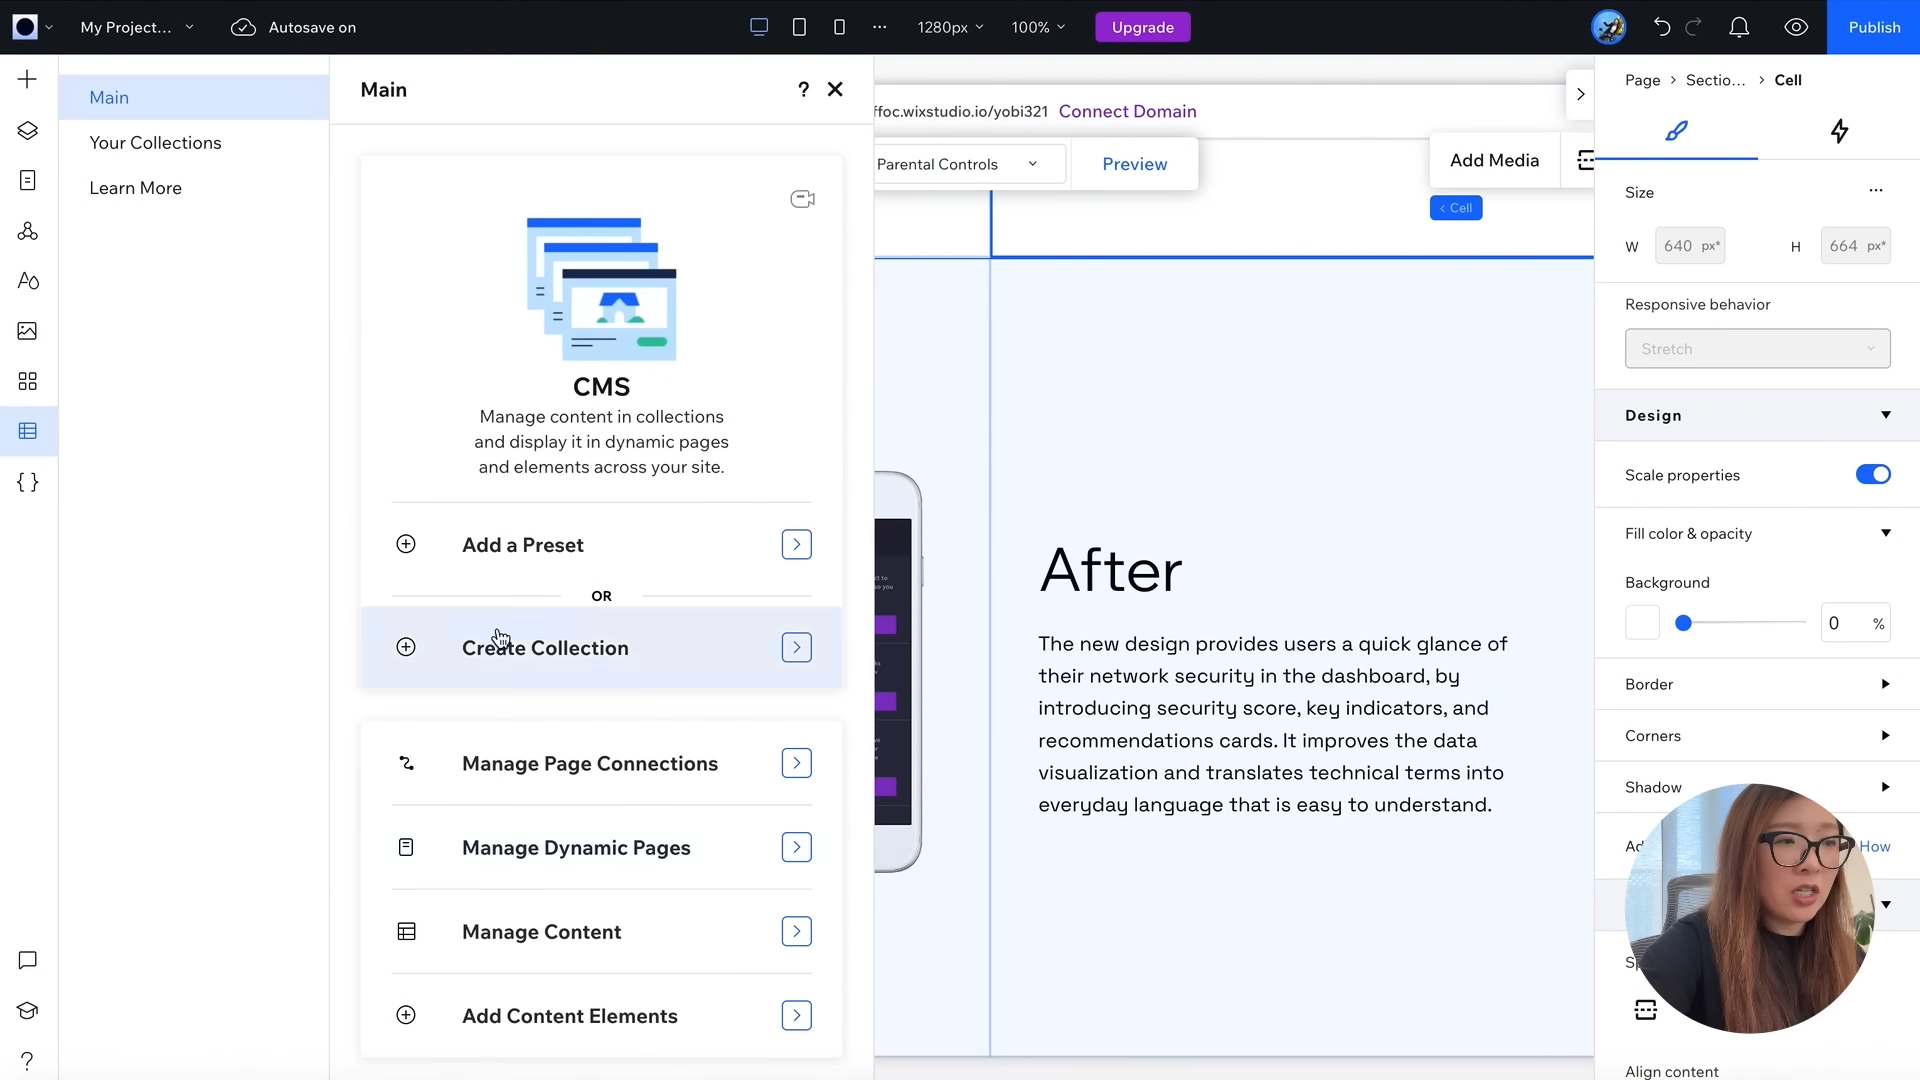 My Project...
Autosave on
1280px
100%
Upgrade
Publish
Main
Your Collections
Learn More
Main
?
CMS
Manage content in collections
and display it in dynamic pages
and elements across your site.
Add a Preset
OR
Create Collection
Manage Page Connections
Manage Dynamic Pages
Manage Content
Add Content Elements
ffoc.wixstudio.io/yobi321 Connect Domain
Parental Controls
Preview
Add Media
< Cell
After
The new design provides users a quick glance of
their network security in the dashboard, by
introducing security score, key indicators, and
recommendations cards. It improves the data
visualization and translates technical terms into
everyday language that is easy to understand.
Page > Sectio... > Cell
Size
W 640 px*
H 664 px*
Responsive behavior
Stretch
Design
Scale properties
Fill color & opacity
Background
0 %
Border
Corners
Shadow
How
Align content